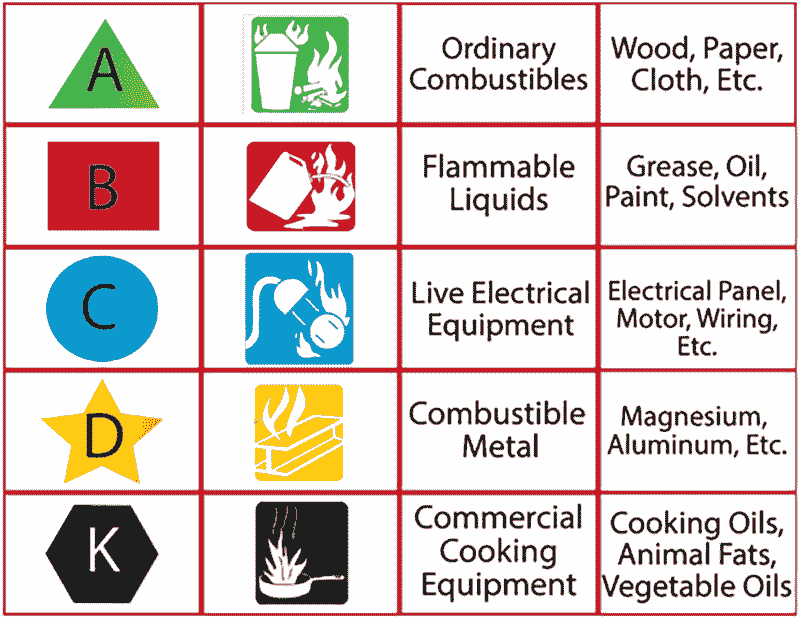 A
Ordinary
Combustibles
Wood, Paper,
Cloth, Etc.
B
Flammable
Liquids
Grease, Oil,
Paint, Solvents
C
Live Electrical
Equipment
Electrical Panel,
Motor, Wiring,
Etc.
D
Combustible
Metal
Magnesium,
Aluminum, Etc.
K
Commercial
Cooking
Equipment
Cooking Oils,
Animal Fats,
Vegetable Oils